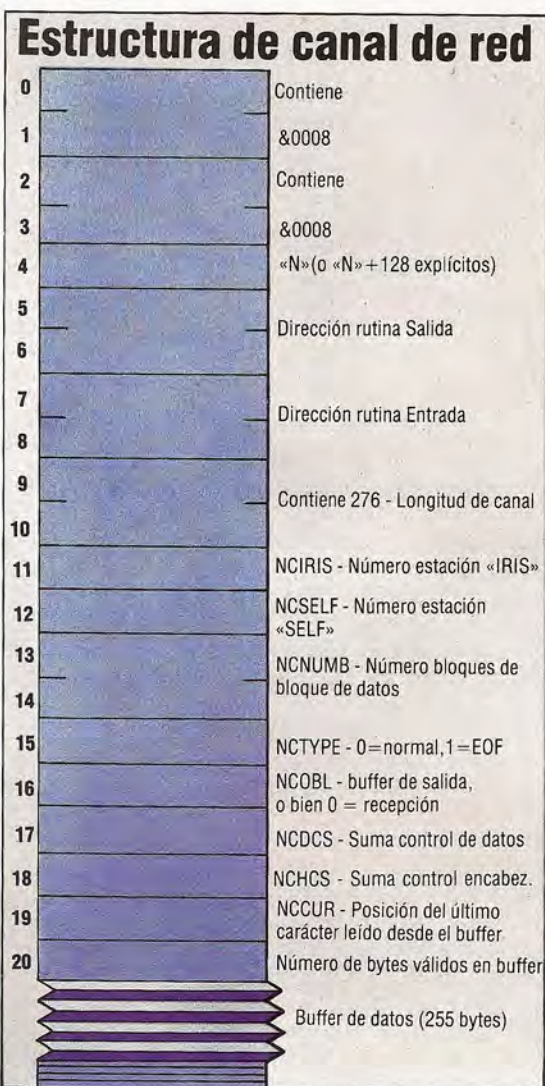 Estructura de canal de red
0
Contiene
1
&0008
2
Contiene
3
&0008
4
«N»(o «N»+128 explícitos)
5
Dirección rutina Salida
6
7
Dirección rutina Entrada
8
9
Contiene 276 - Longitud de canal
10
11
NCIRIS - Número estación «IRIS»
12
NCSELF - Número estación
«SELF»
13
NCNUMB - Número bloques de
bloque de datos
14
15
NCTYPE - 0=normal,1=EOF
16
NCOBL - buffer de salida,
o bien 0 = recepción
17
NCDCS - Suma control de datos
18
NCHCS - Suma control encabez.
19
NCCUR - Posición del último
carácter leído desde el buffer
20
Número de bytes válidos en buffer
Buffer de datos (255 bytes)